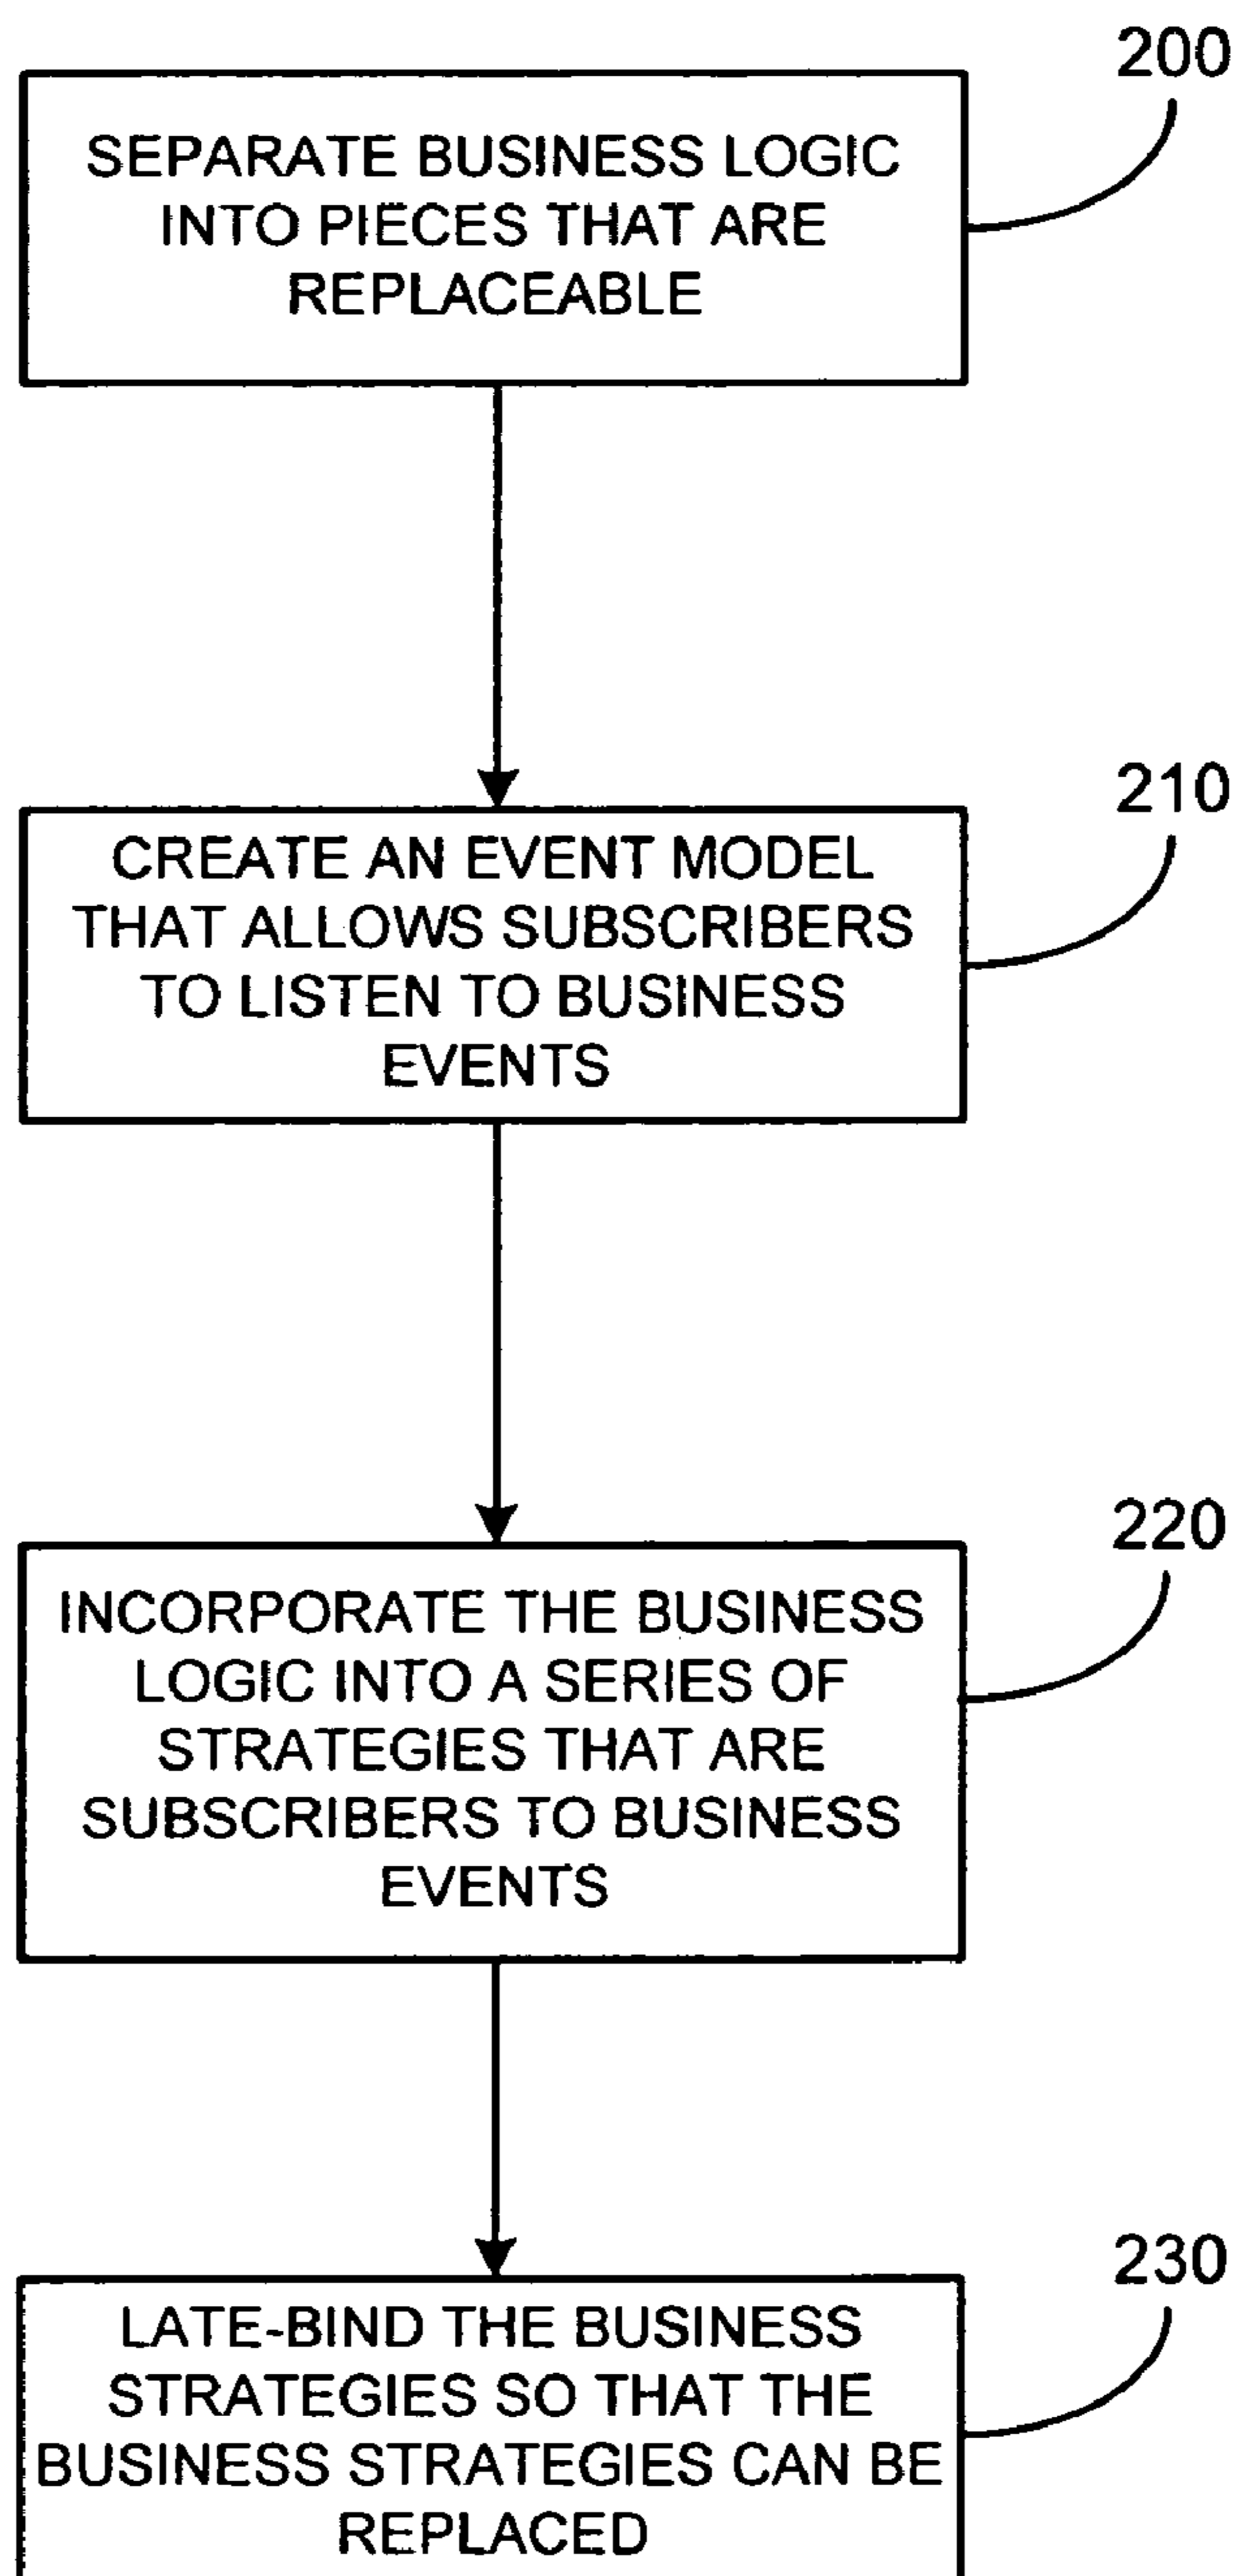 200
SEPARATE BUSINESS LOGIC
INTO PIECES THAT ARE
REPLACEABLE
210
CREATE AN EVENT MODEL
THAT ALLOWS SUBSCRIBERS
TO LISTEN TO BUSINESS
EVENTS
220
INCORPORATE THE BUSINESS
LOGIC INTO A SERIES OF
STRATEGIES THAT ARE
SUBSCRIBERS TO BUSINESS
EVENTS
230
LATE-BIND THE BUSINESS
STRATEGIES SO THAT THE
BUSINESS STRATEGIES CAN BE
REPLACED